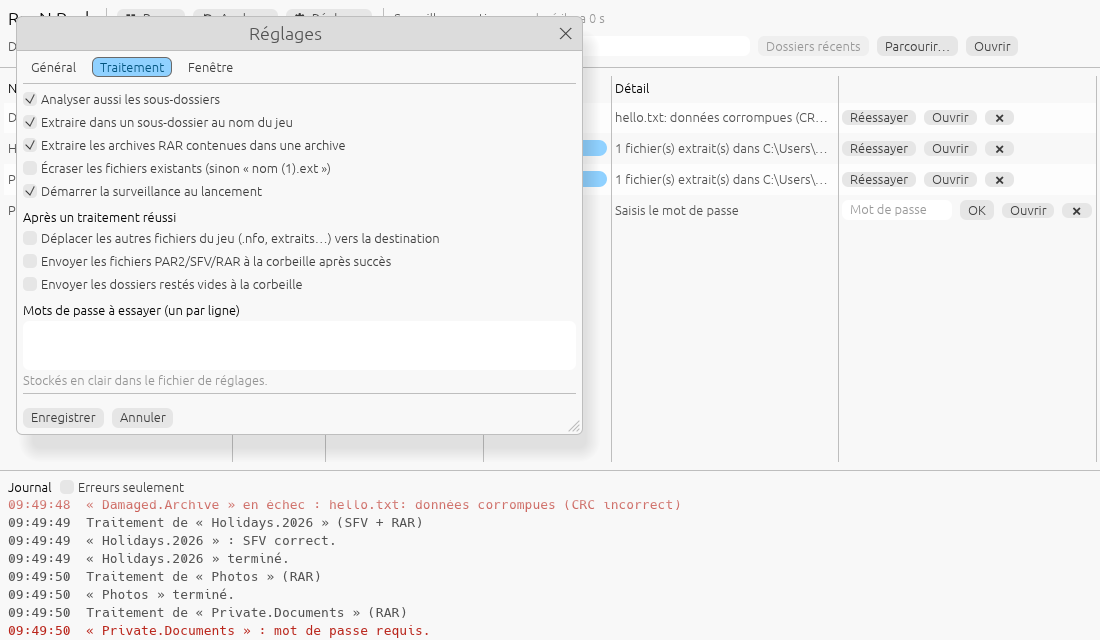 Réglages
Général Traitement Fenêtre
Analyser aussi les sous-dossiers
Extraire dans un sous-dossier au nom du jeu
Extraire les archives RAR contenues dans une archive
Écraser les fichiers existants (sinon « nom (1).ext »)
Démarrer la surveillance au lancement
Après un traitement réussi
Déplacer les autres fichiers du jeu (.nfo, extraits…) vers la destination
Envoyer les fichiers PAR2/SFV/RAR à la corbeille après succès
Envoyer les dossiers restés vides à la corbeille
Mots de passe à essayer (un par ligne)
Stockés en clair dans le fichier de réglages.
Enregistrer Annuler
a 0 s
Dossiers récents Parcourir… Ouvrir
Détail
hello.txt: données corrompues (CR… Réessayer Ouvrir ×
1 fichier(s) extrait(s) dans C:\Users\… Réessayer Ouvrir ×
1 fichier(s) extrait(s) dans C:\Users\… Réessayer Ouvrir ×
Saisis le mot de passe Mot de passe OK Ouvrir ×
Journal Erreurs seulement
09:49:48 « Damaged.Archive » en échec : hello.txt: données corrompues (CRC incorrect)
09:49:49 Traitement de « Holidays.2026 » (SFV + RAR)
09:49:49 « Holidays.2026 » : SFV correct.
09:49:49 « Holidays.2026 » terminé.
09:49:50 Traitement de « Photos » (RAR)
09:49:50 « Photos » terminé.
09:49:50 Traitement de « Private.Documents » (RAR)
09:49:50 « Private.Documents » : mot de passe requis.